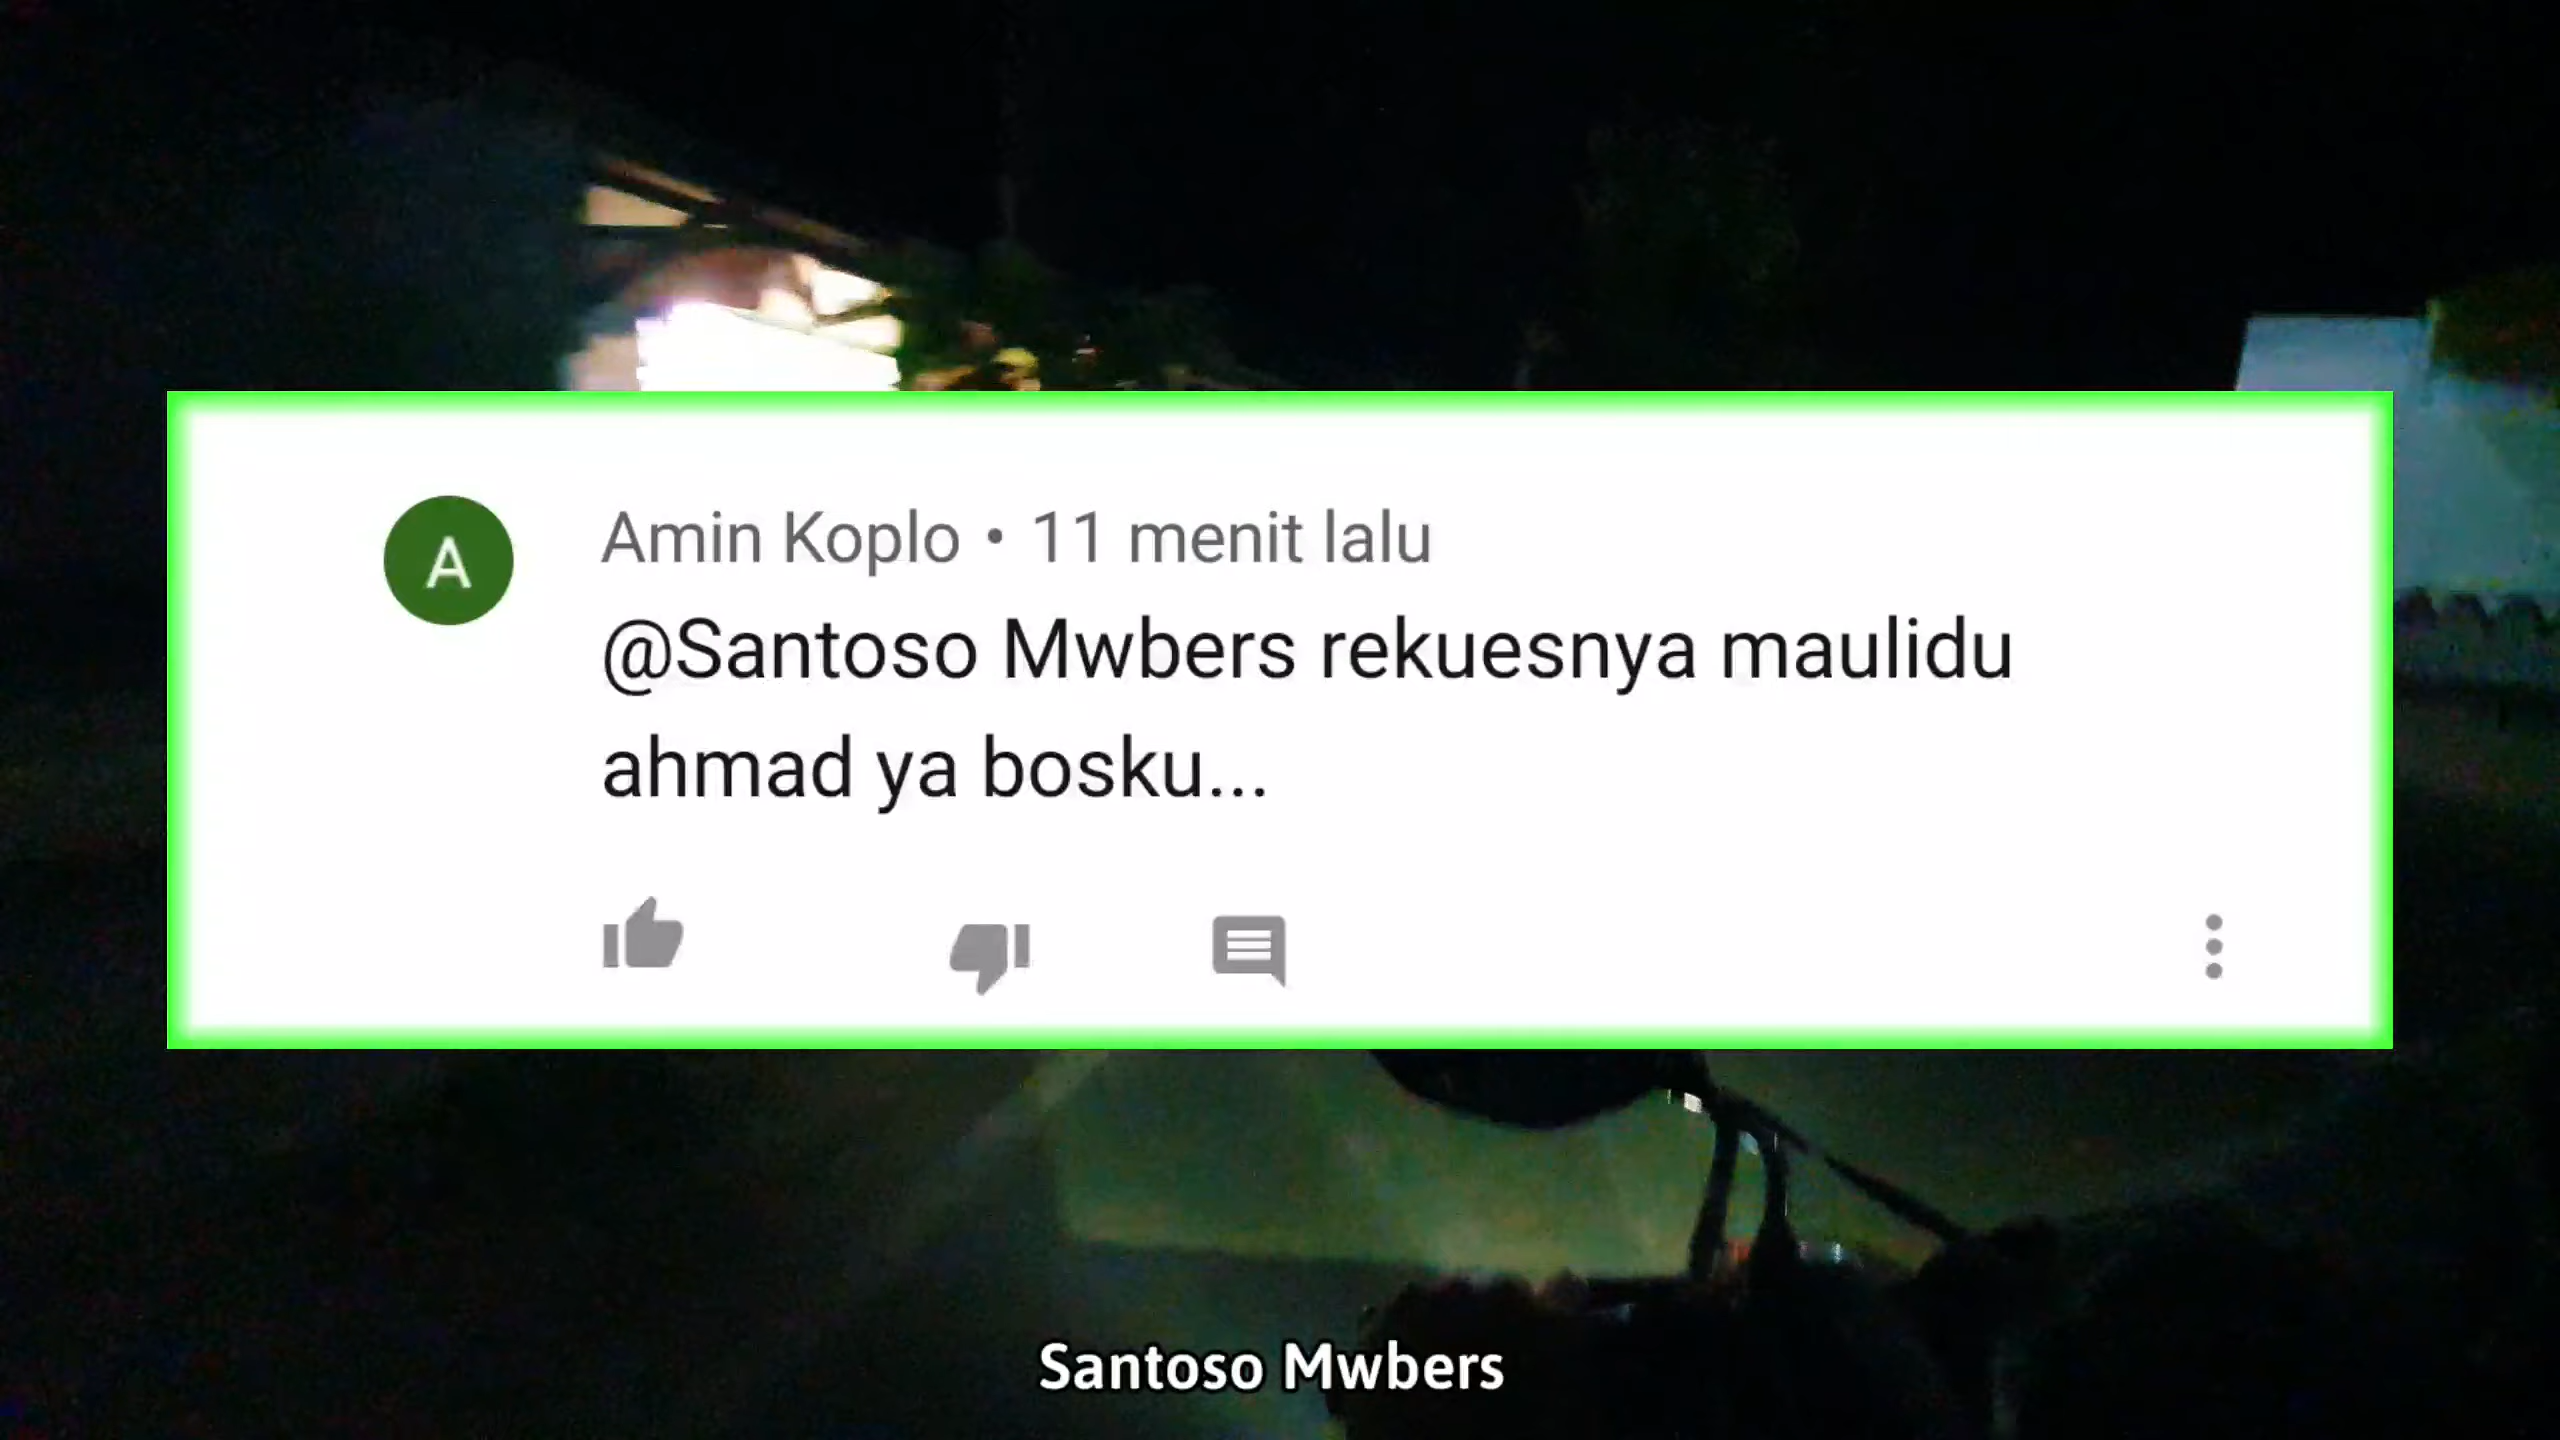 A
Amin Koplo • 11 menit lalu
@Santoso Mwbers rekuesnya maulidu
ahmad ya bosku...
Santoso Mwbers